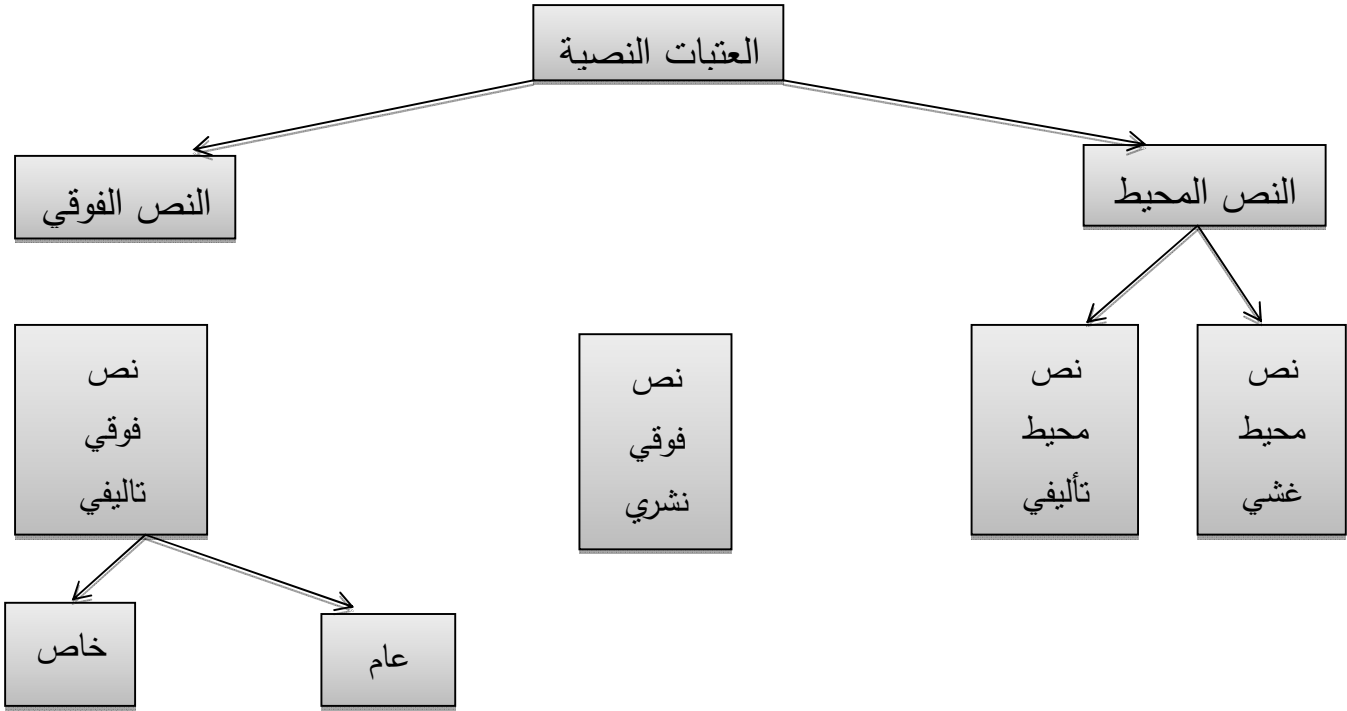 العتبات النصية
النص المحيط
النص الفوقي
نص
محيط
غشي
نص
محيط
تأليفي
نص
فوقي
نشري
نص
فوقي
تاليفي
عام
خاص